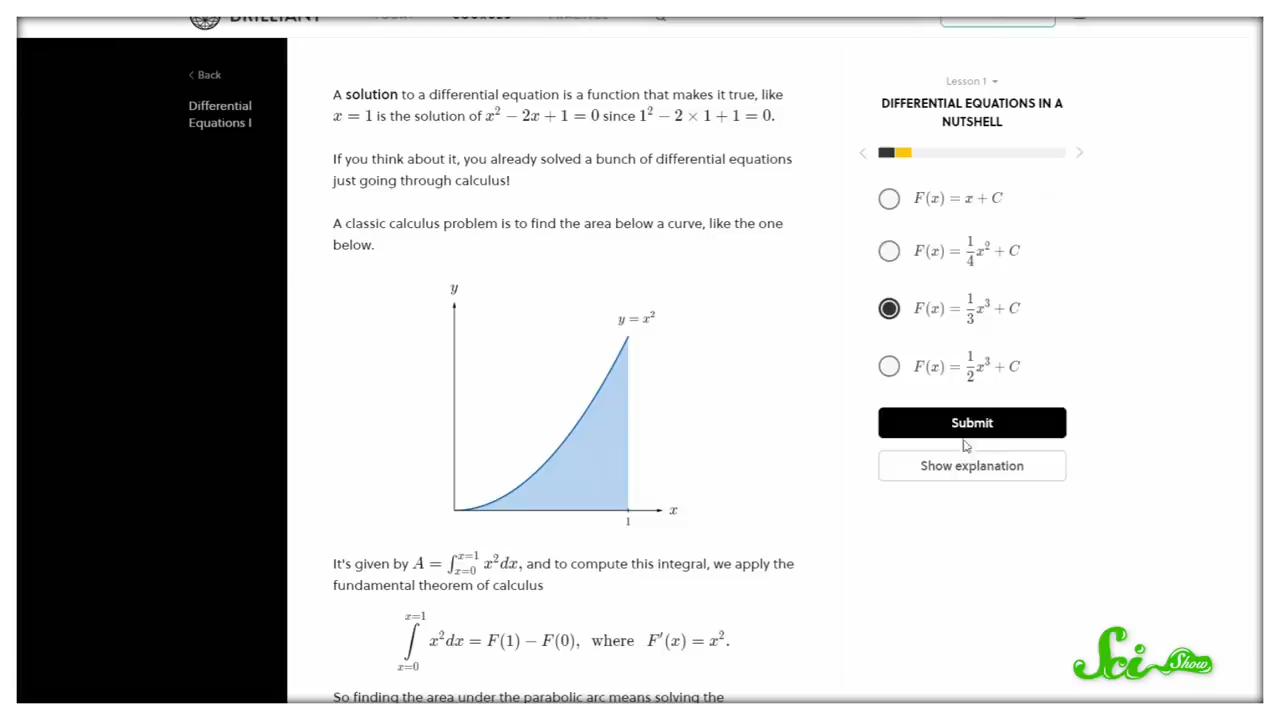 BRILLIANT
< Back
Differential
Equations I
A solution to a differential equation is a function that makes it true, like
x = 1 is the solution of x² − 2x + 1 = 0 since 1² − 2 × 1 + 1 = 0.
If you think about it, you already solved a bunch of differential equations
just going through calculus!
A classic calculus problem is to find the area below a curve, like the one
below.
y
y = x²
x
1
It's given by A = ∫_{x=0}^{x=1} x²dx, and to compute this integral, we apply the
fundamental theorem of calculus
∫_{x=0}^{x=1} x²dx = F(1) − F(0), where F′(x) = x².
So finding the area under the parabolic arc means solving the
Lesson 1
DIFFERENTIAL EQUATIONS IN A
NUTSHELL
F(x) = x + C
F(x) = 1/4 x² + C
F(x) = 1/3 x³ + C
F(x) = 1/2 x³ + C
Submit
Show explanation
Sci Show